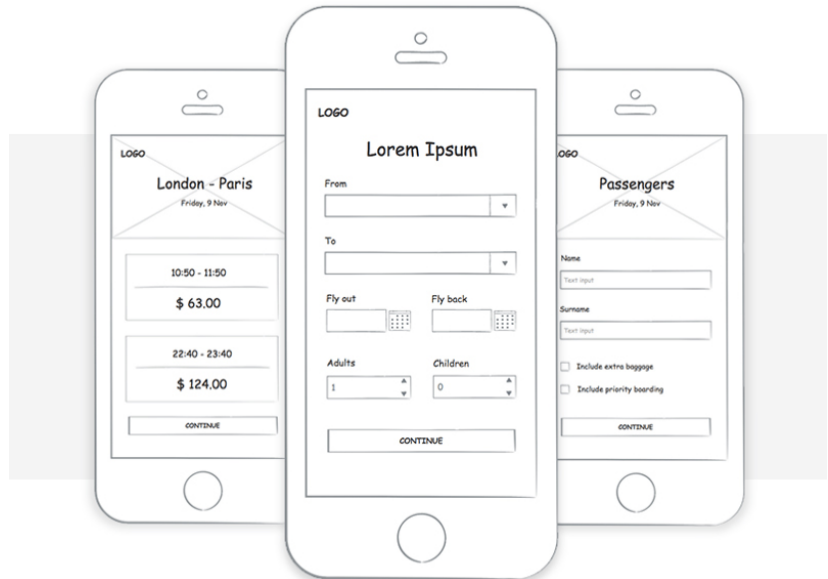 LOGO
London - Paris
Friday, 9 Nov
10:50 - 11:50
$ 63.00
22:40 - 23:40
$ 124.00
CONTINUE
LOGO
Lorem Ipsum
From
To
Fly out
Fly back
Adults
Children
1
0
CONTINUE
OGO
Passengers
Friday, 9 Nov
Name
Text input
Surname
Text input
Include extra baggage
Include priority boarding
CONTINUE